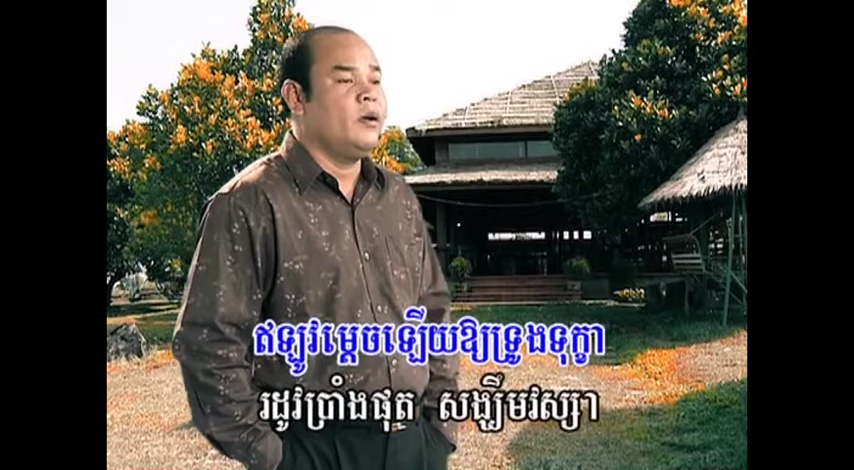 ឥឡូវម្ដេចឡើយឱ្យទ្រូងទុក្ខា
រដូវប្រាំងផុត សង្ឃឹមវស្សា